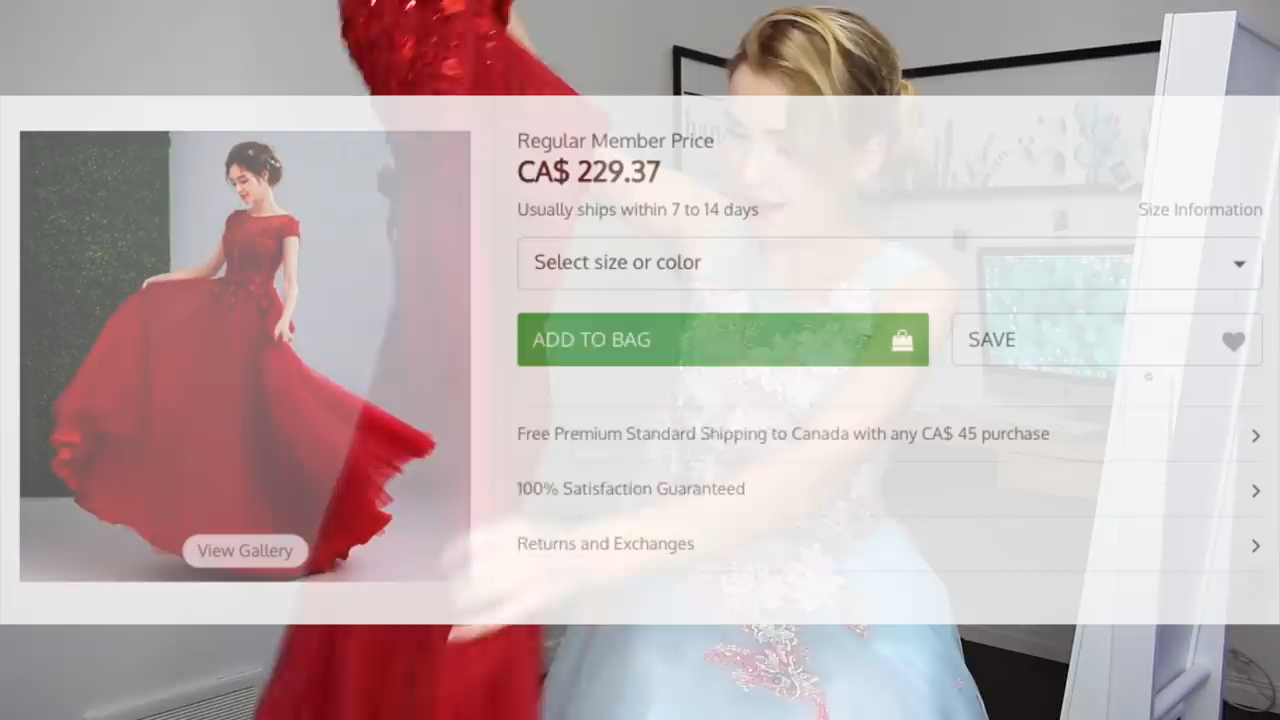 Regular Member Price
CA$ 229.37
Usually ships within 7 to 14 days
Size Information
Select size or color
ADD TO BAG
SAVE
Free Premium Standard Shipping to Canada with any CA$ 45 purchase
100% Satisfaction Guaranteed
Returns and Exchanges
View Gallery